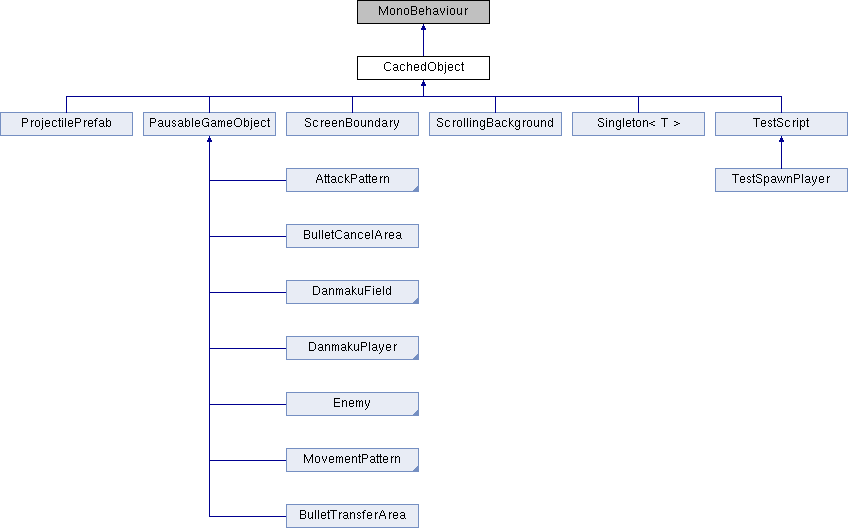 MonoBehaviour
CachedObject
ProjectilePrefab
PausableGameObject
ScreenBoundary
ScrollingBackground
Singleton< T >
TestScript
AttackPattern
TestSpawnPlayer
BulletCancelArea
DanmakuField
DanmakuPlayer
Enemy
MovementPattern
BulletTransferArea